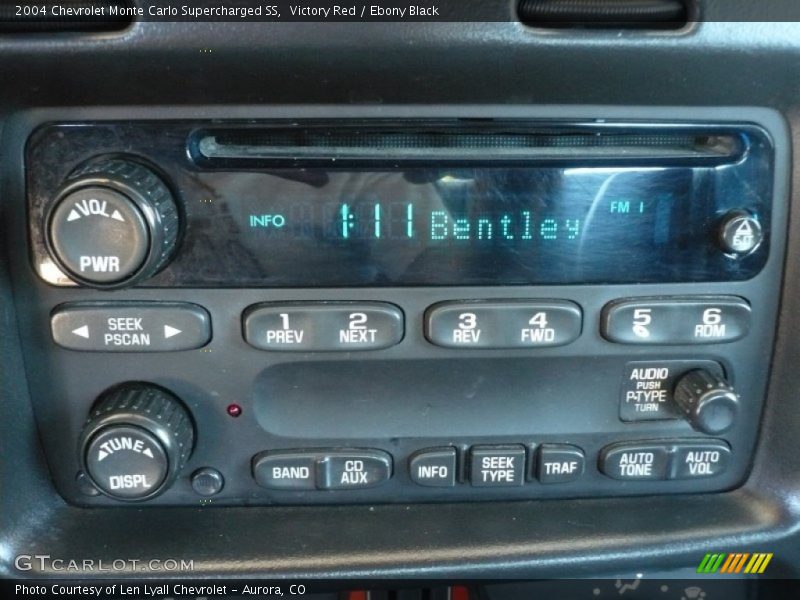 2004 Chevrolet Monte Carlo Supercharged SS, Victory Red / Ebony Black
VOL
PWR
INFO 1:11 Bentley FM 1
SEEK
PSCAN
1 PREV
2 NEXT
3 REV
4 FWD
5
6 RDM
AUDIO
PUSH
P-TYPE
TURN
TUNE
DISPL
BAND
CD
AUX
INFO
SEEK
TYPE
TRAF
AUTO
TONE
AUTO
VOL
GTCARLOT.COM
Photo Courtesy of Len Lyall Chevrolet - Aurora, CO